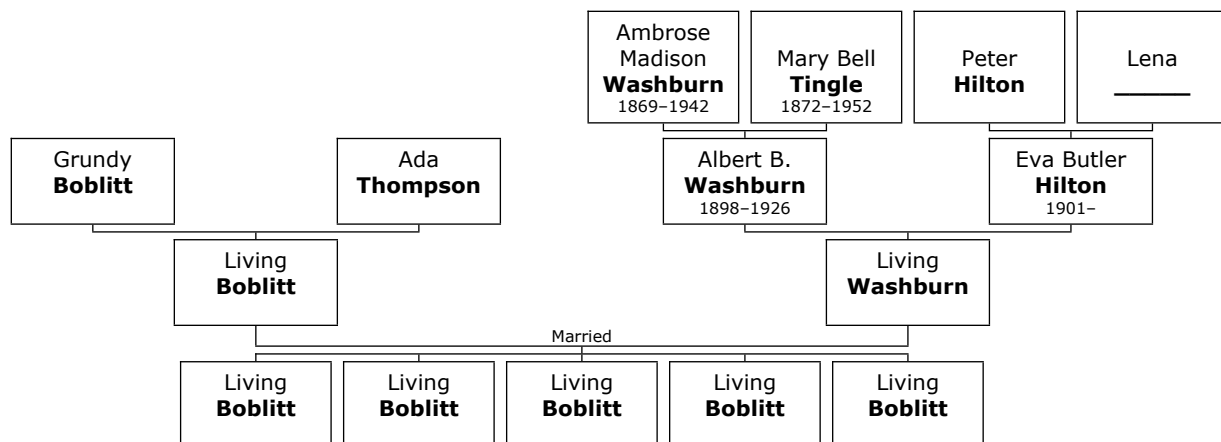 Ambrose
Madison
Washburn
1869–1942
Mary Bell
Tingle
1872–1952
Peter
Hilton
Lena
______
Grundy
Boblitt
Ada
Thompson
Albert B.
Washburn
1898–1926
Eva Butler
Hilton
1901–
Living
Boblitt
Living
Washburn
Married
Living
Boblitt
Living
Boblitt
Living
Boblitt
Living
Boblitt
Living
Boblitt